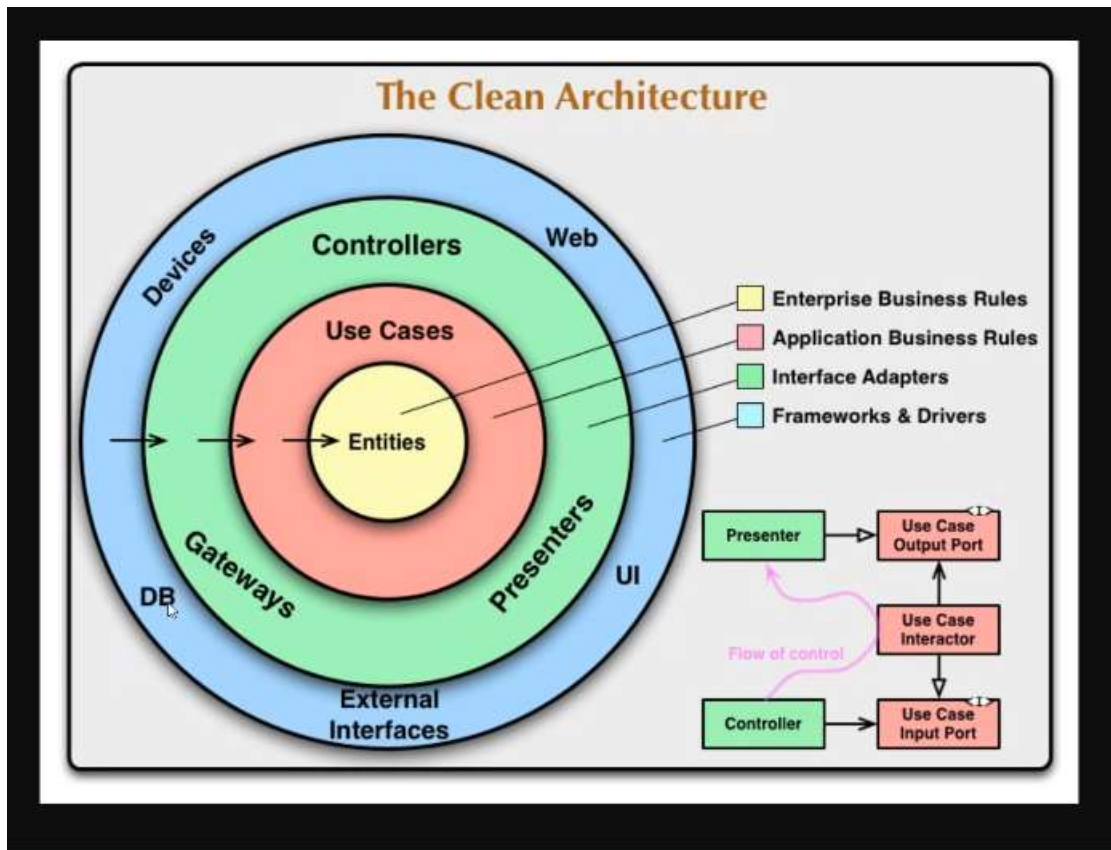 The Clean Architecture
Devices
Web
Controllers
Use Cases
Entities
Gateways
Presenters
DB
UI
External
Interfaces
Enterprise Business Rules
Application Business Rules
Interface Adapters
Frameworks & Drivers
Presenter
Use Case
Output Port
Flow of control
Use Case
Interactor
Controller
Use Case
Input Port